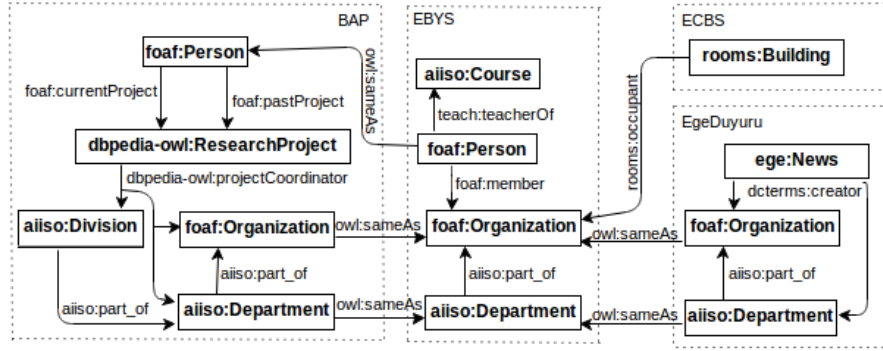 BAP
foaf:Person
foaf:currentProject
foaf:pastProject
dbpedia-owl:ResearchProject
dbpedia-owl:projectCoordinator
aiiso:Division
foaf:Organization
aiiso:part_of
aiiso:part_of
aiiso:Department
owl:sameAs
owl:sameAs
owl:sameAs
EBYS
aiiso:Course
teach:teacherOf
foaf:Person
foaf:member
foaf:Organization
aiiso:part_of
aiiso:Department
rooms:occupant
owl:sameAs
owl:sameAs
ECBS
rooms:Building
EgeDuyuru
ege:News
dcterms:creator
foaf:Organization
aiiso:part_of
aiiso:Department